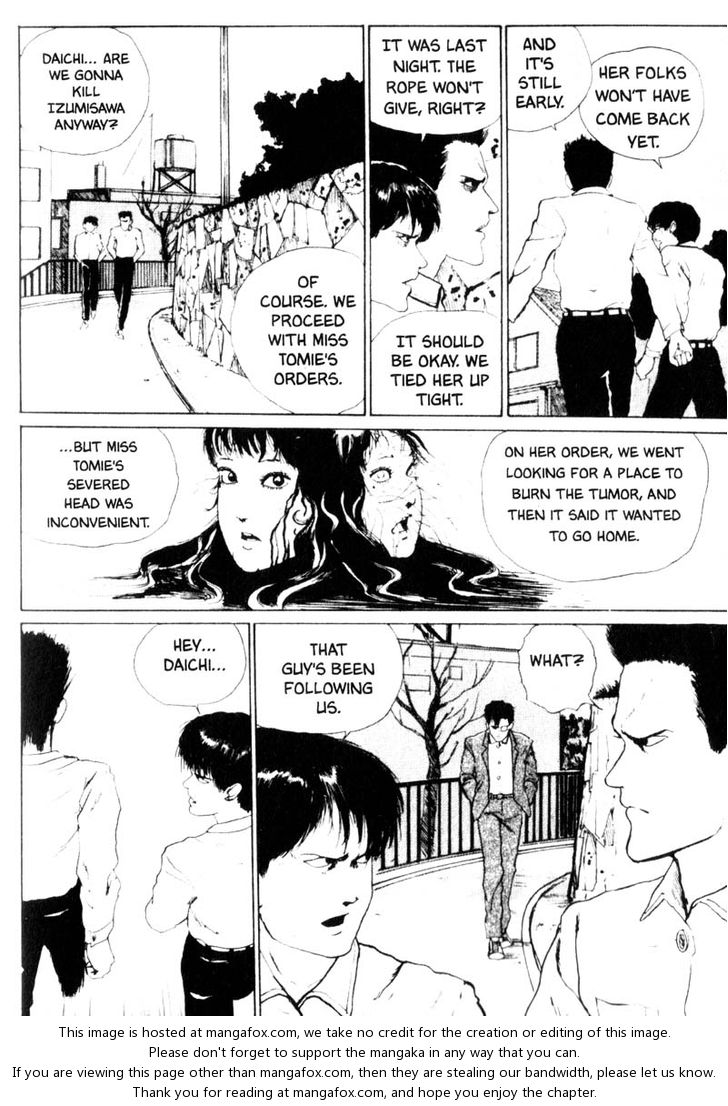 DAICHI... ARE
WE GONNA
KILL
IZUMISAWA
ANYWAY?
OF
COURSE. WE
PROCEED
WITH MISS
TOMIE'S
ORDERS.
IT WAS LAST
NIGHT. THE
ROPE WON'T
GIVE, RIGHT?
IT SHOULD
BE OKAY. WE
TIED HER UP
TIGHT.
AND
IT'S
STILL
EARLY.
HER FOLKS
WON'T HAVE
COME BACK
YET.
...BUT MISS
TOMIE'S
SEVERED
HEAD WAS
INCONVENIENT.
ON HER ORDER, WE WENT
LOOKING FOR A PLACE TO
BURN THE TUMOR, AND
THEN IT SAID IT WANTED
TO GO HOME.
HEY...
DAICHI...
THAT
GUY'S BEEN
FOLLOWING
US.
WHAT?
This image is hosted at mangafox.com, we take no credit for the creation or editing of this image.
Please don't forget to support the mangaka in any way that you can.
If you are viewing this page other than mangafox.com, then they are stealing our bandwidth, please let us know.
Thank you for reading at mangafox.com, and hope you enjoy the chapter.